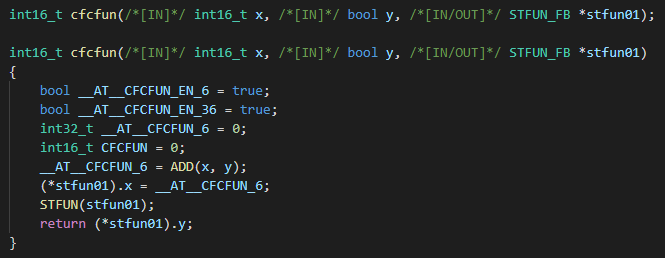 int16_t cfcfun(/*[IN]*/ int16_t x, /*[IN]*/ bool y, /*[IN/OUT]*/ STFUN_FB *stfun01);
int16_t cfcfun(/*[IN]*/ int16_t x, /*[IN]*/ bool y, /*[IN/OUT]*/ STFUN_FB *stfun01)
{
    bool __AT__CFCFUN_EN_6 = true;
    bool __AT__CFCFUN_EN_36 = true;
    int32_t __AT__CFCFUN_6 = 0;
    int16_t CFCFUN = 0;
    __AT__CFCFUN_6 = ADD(x, y);
    (*stfun01).x = __AT__CFCFUN_6;
    STFUN(stfun01);
    return (*stfun01).y;
}